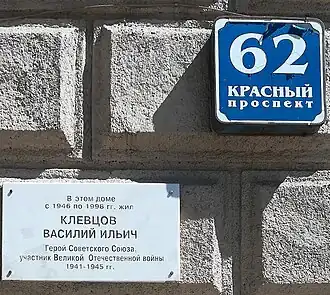 62
КРАСНЫЙ
проспект
В этом доме
с 1946 по 1996 гг. жил
КЛЕВЦОВ
ВАСИЛИЙ ИЛЬИЧ
Герой Советского Союза,
участник Великой Отечественной войны
1941-1945 гг.